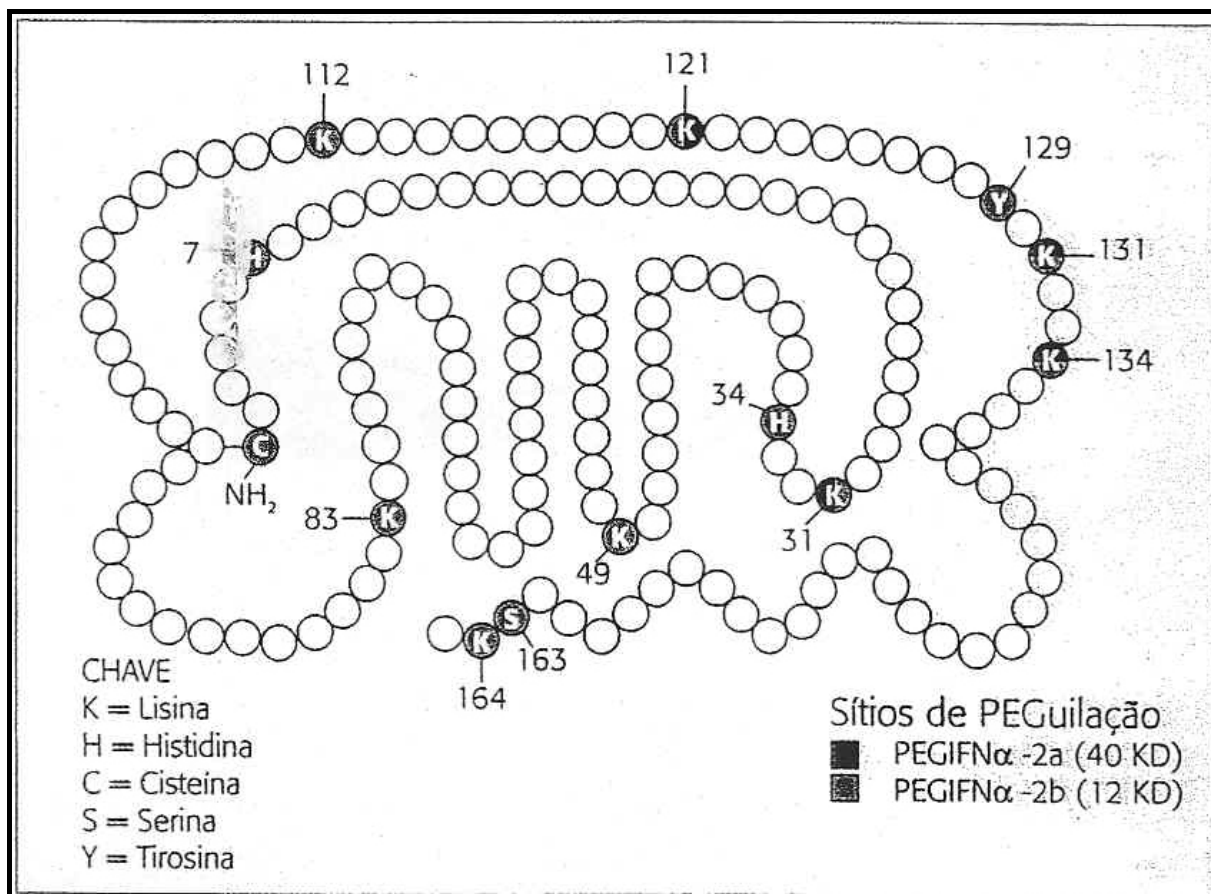 112
121
129
K
K
Y
7
H
K
131
K
134
34
H
C
NH₂
83
K
K
31
49
K
S
K
163
164
CHAVE
K = Lisina
H = Histidina
C = Cisteína
S = Serina
Y = Tirosina
Sítios de PEGuilação
PEGIFNα -2a (40 KD)
PEGIFNα -2b (12 KD)